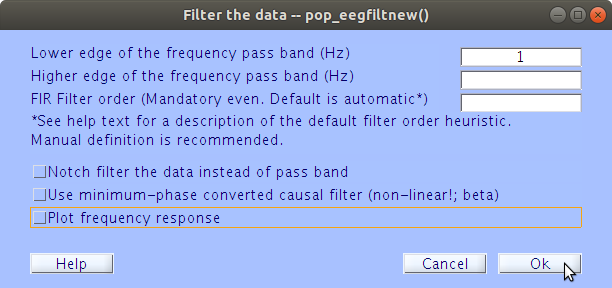 Filter the data -- pop_eegfiltnew()
Lower edge of the frequency pass band (Hz) 1
Higher edge of the frequency pass band (Hz)
FIR Filter order (Mandatory even. Default is automatic*)
*See help text for a description of the default filter order heuristic.
Manual definition is recommended.
Notch filter the data instead of pass band
Use minimum-phase converted causal filter (non-linear!; beta)
Plot frequency response
Help Cancel Ok